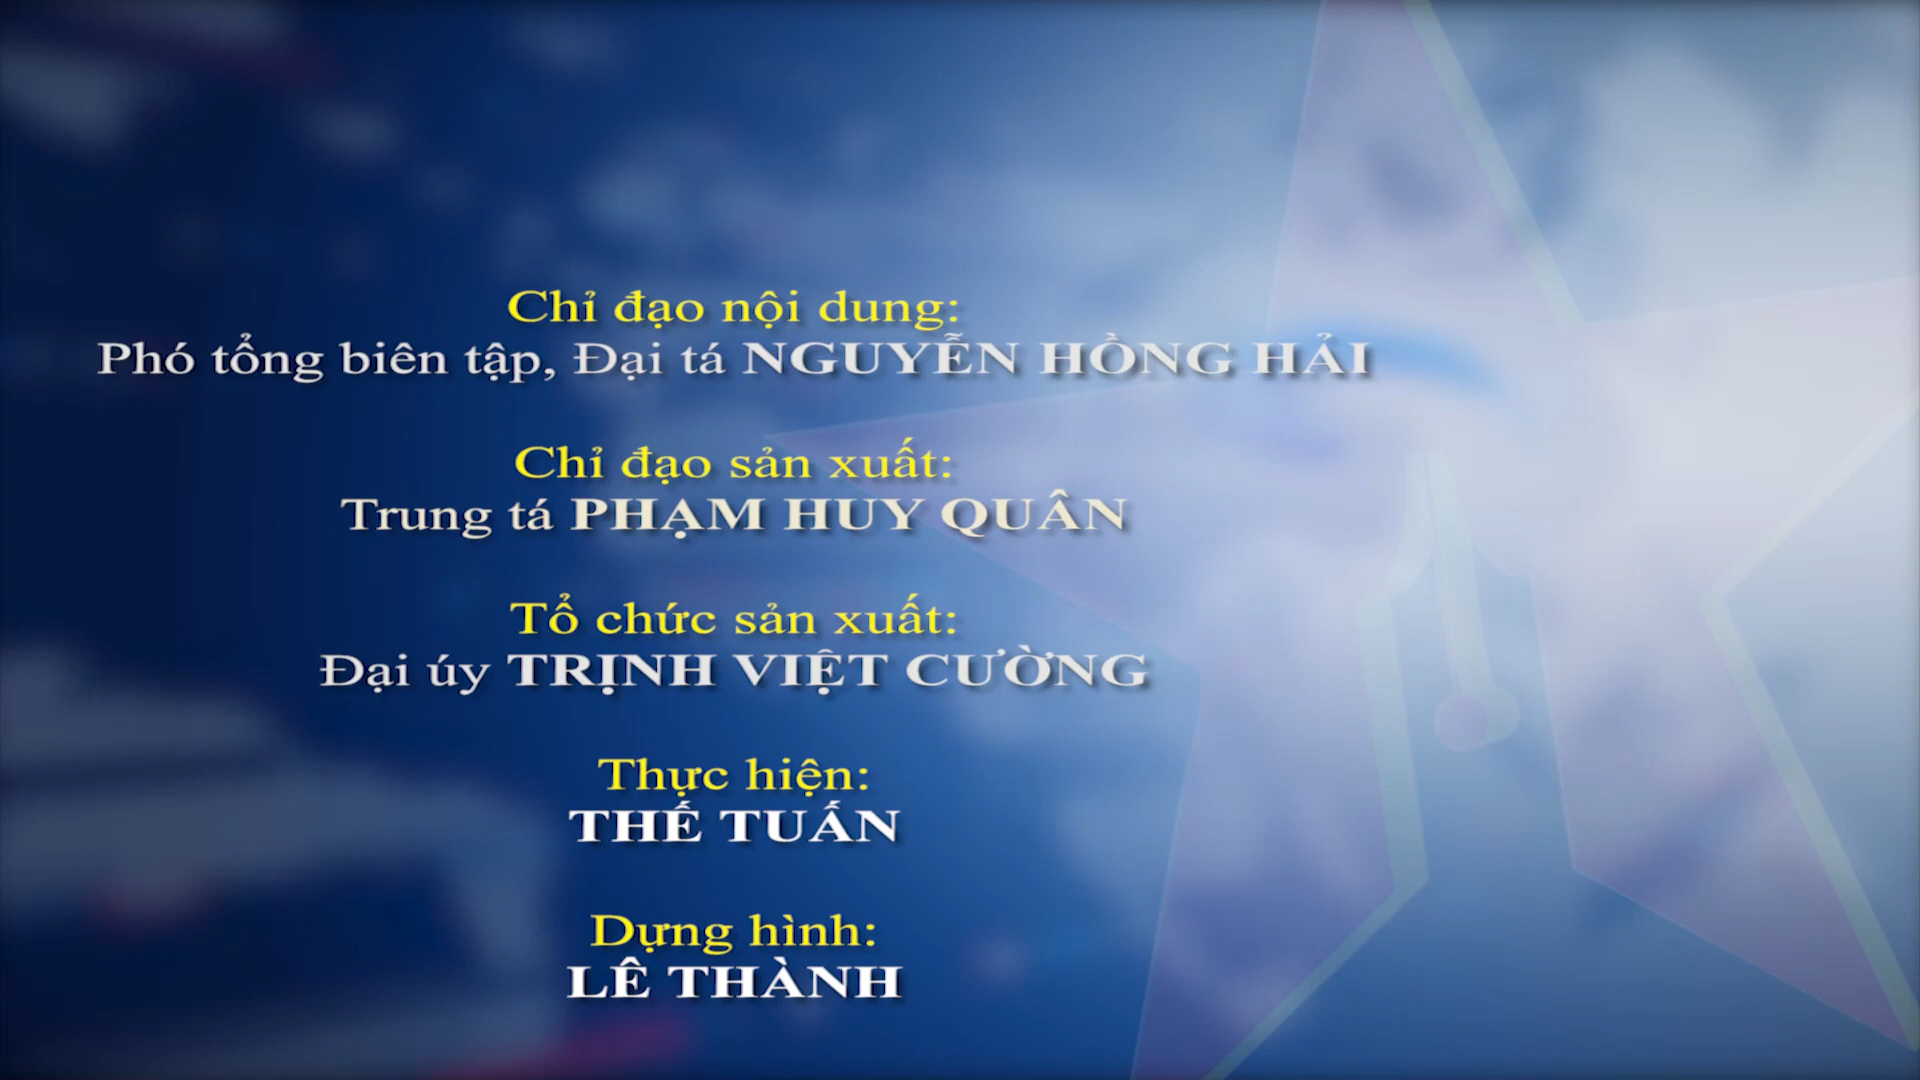 Chỉ đạo nội dung:
Phó tổng biên tập, Đại tá NGUYỄN HỒNG HẢI
Chỉ đạo sản xuất:
Trung tá PHẠM HUY QUÂN
Tổ chức sản xuất:
Đại úy TRỊNH VIỆT CƯỜNG
Thực hiện:
THẾ TUẤN
Dựng hình:
LÊ THÀNH